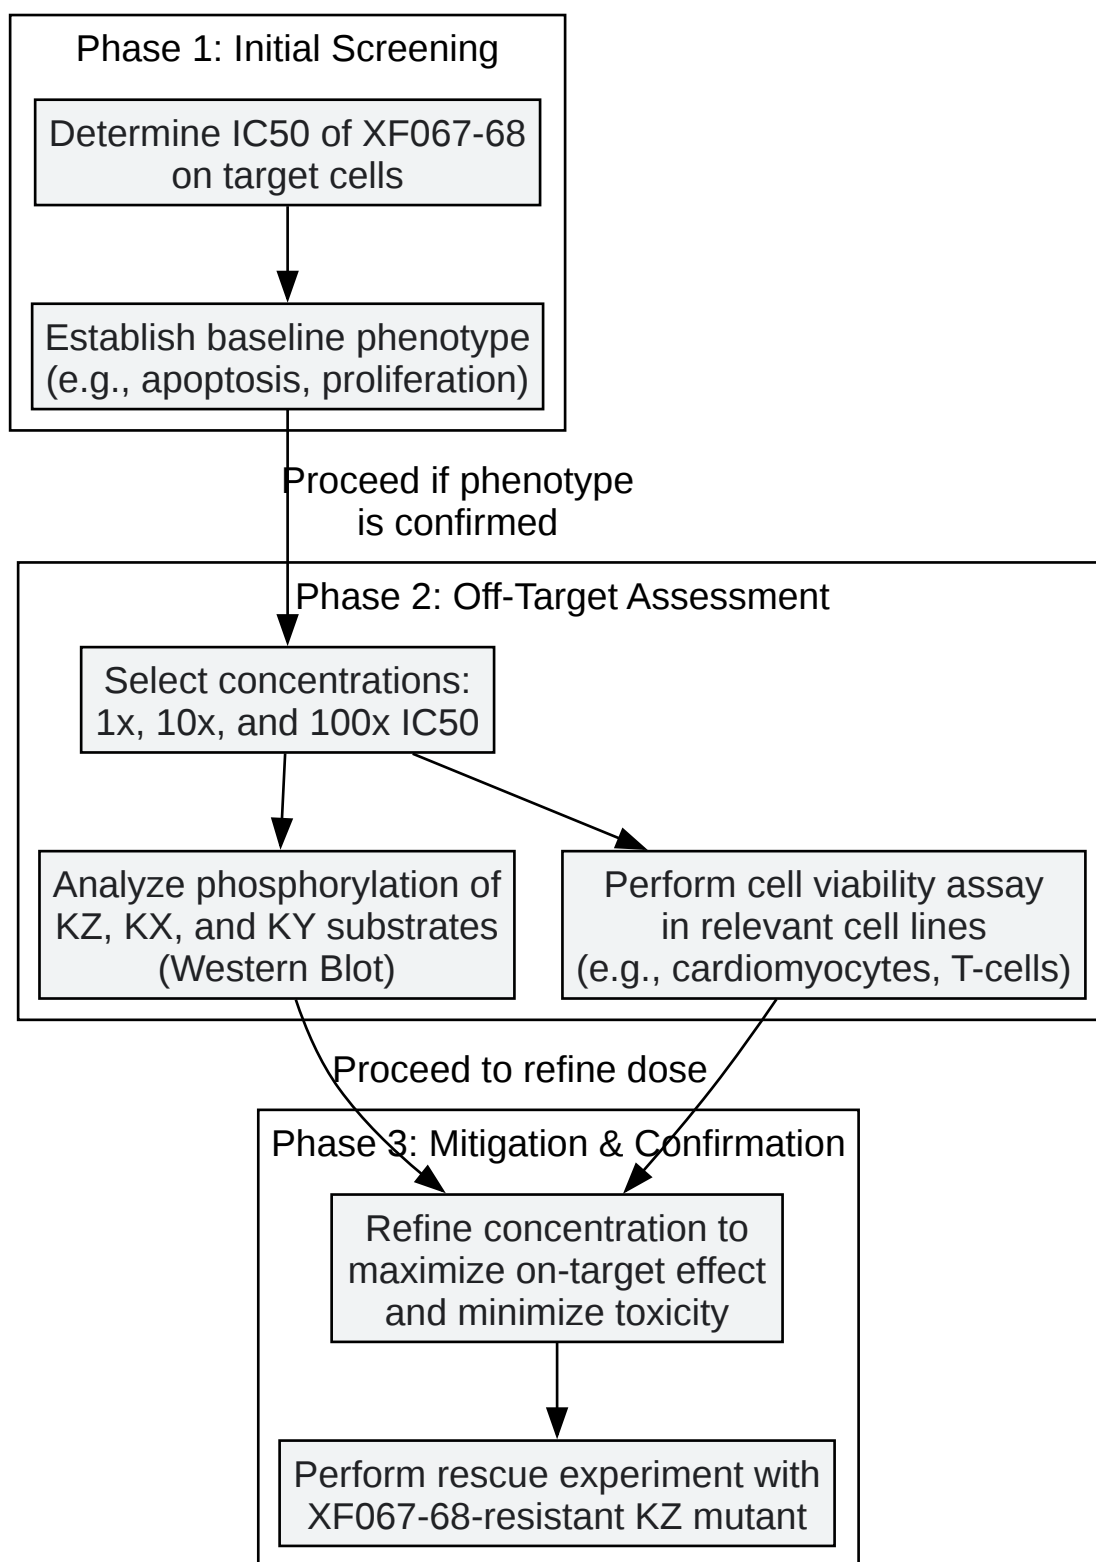 Phase 1: Initial Screening
Determine IC50 of XF067-68
on target cells
Establish baseline phenotype
(e.g., apoptosis, proliferation)
Proceed if phenotype
is confirmed
Phase 2: Off-Target Assessment
Select concentrations:
1x, 10x, and 100x IC50
Analyze phosphorylation of
KZ, KX, and KY substrates
(Western Blot)
Perform cell viability assay
in relevant cell lines
(e.g., cardiomyocytes, T-cells)
Proceed to refine dose
Phase 3: Mitigation & Confirmation
Refine concentration to
maximize on-target effect
and minimize toxicity
Perform rescue experiment with
XF067-68-resistant KZ mutant